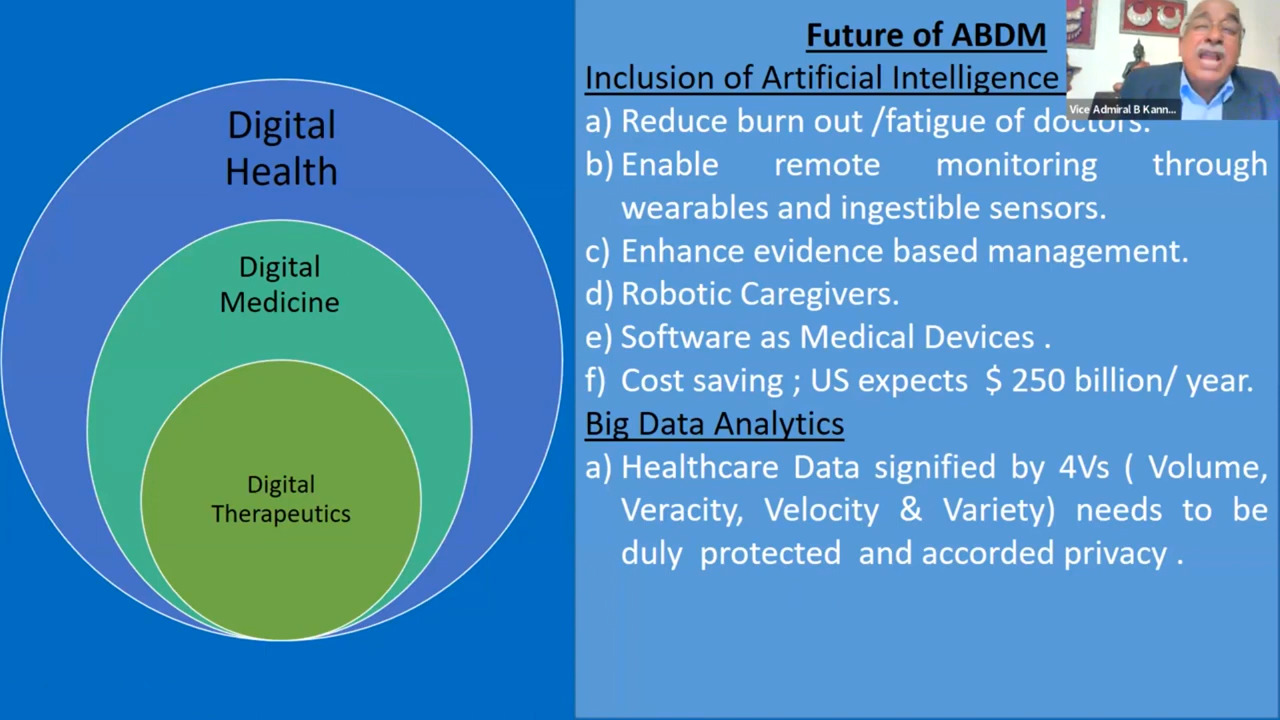 Digital
Health
Digital
Medicine
Digital
Therapeutics
Future of ABDM
Inclusion of Artificial Intelligence
a) Reduce burn out /fatigue of doctors.
b) Enable remote monitoring through
wearables and ingestible sensors.
c) Enhance evidence based management.
d) Robotic Caregivers.
e) Software as Medical Devices .
f) Cost saving ; US expects $ 250 billion/ year.
Big Data Analytics
a) Healthcare Data signified by 4Vs ( Volume,
Veracity, Velocity & Variety) needs to be
duly protected and accorded privacy .
Vice Admiral B Kann...